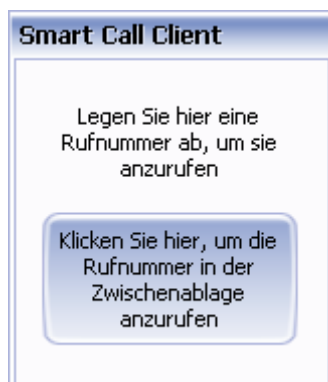 Smart Call Client
Legen Sie hier eine
Rufnummer ab, um sie
anzurufen
Klicken Sie hier, um die
Rufnummer in der
Zwischenablage
anzurufen